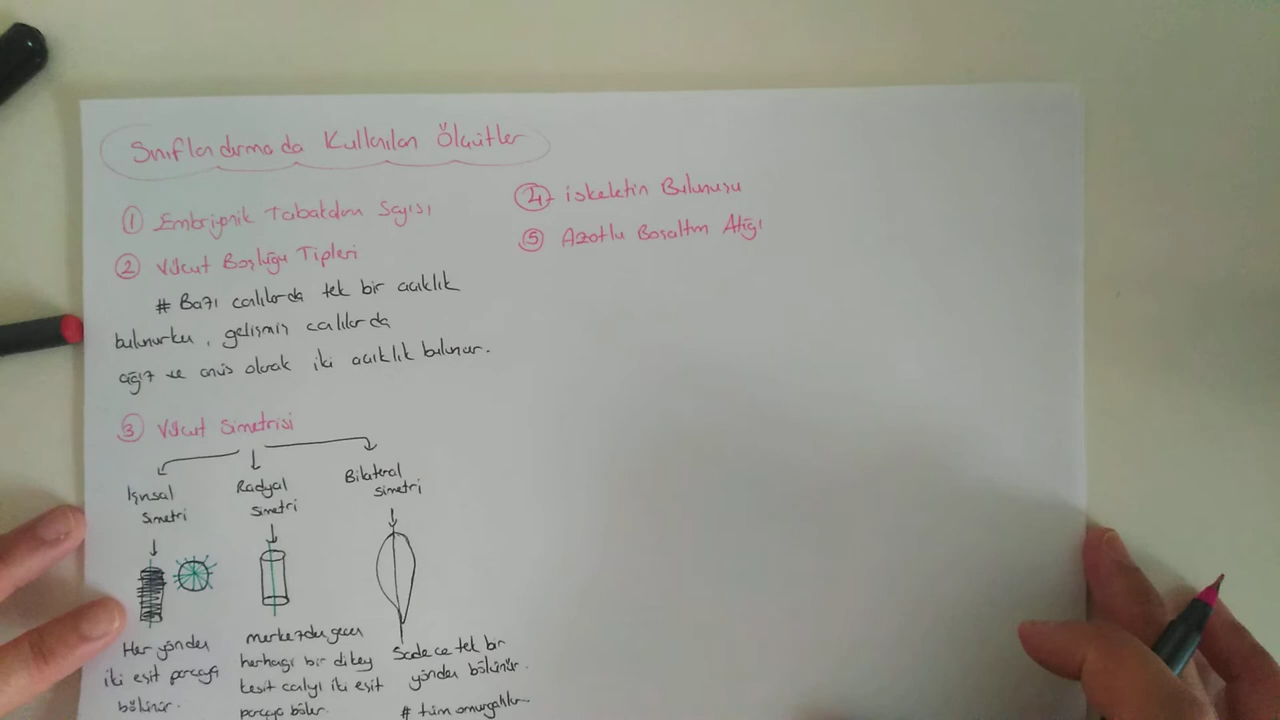 Sınıflandırmada Kullanılan Ölçütler
① Embriyonik Tabakaların Sayısı
② Vücut Boşluğu Tipleri
# Bazı canlılarda tek bir açıklık
bulunurken, gelişmiş canlılarda
ağız ve anüs olarak iki açıklık bulunur.
③ Vücut Simetrisi
Işınsal
simetri
Radyal
simetri
Bilateral
simetri
Her yönden
iki eşit parçaya
bölünür.
merkezden geçen
herhangi bir dikey
kesit canlıyı iki eşit
parçaya böler.
Sadece tek bir
yönden bölünür.
# tüm omurgalılar
④ iskeletin Bulunuşu
⑤ Azotlu Boşaltım Atığı